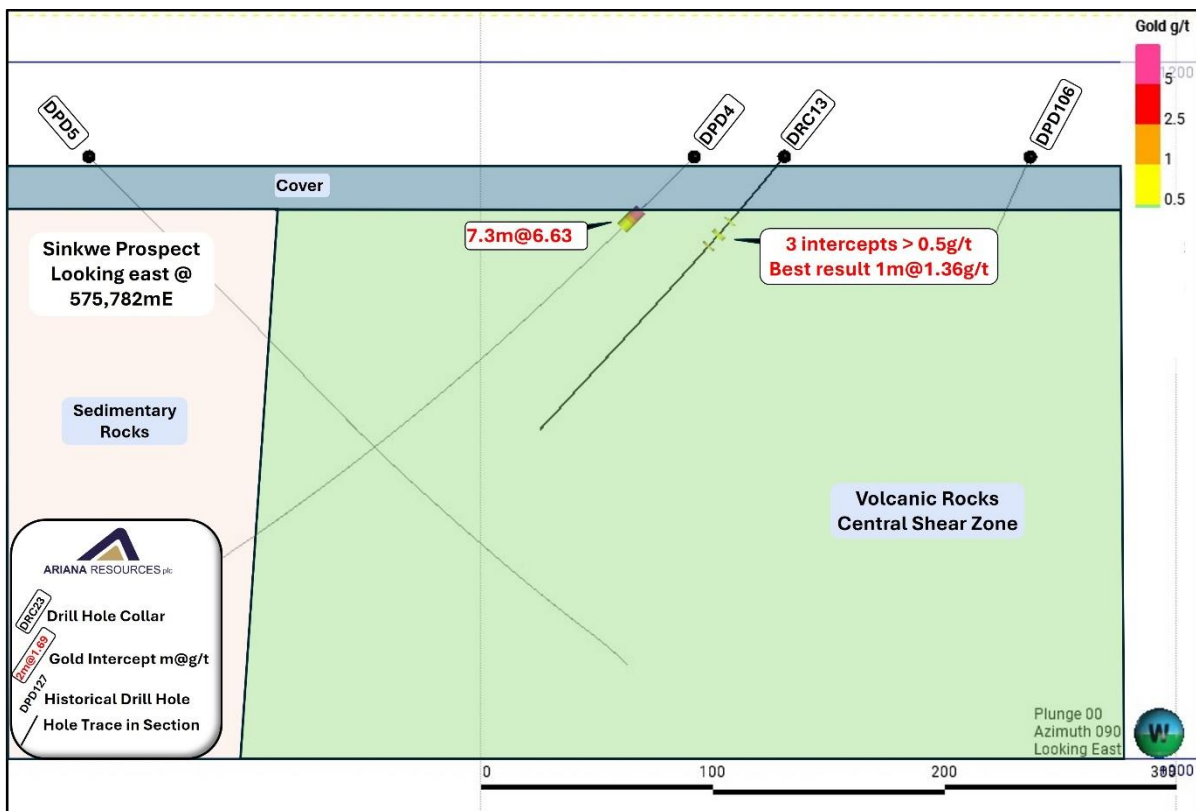 Gold g/t
1200
5
2.5
1
0.5
DPD5
DPD4
DRC13
DPD106
Cover
7.3m@6.63
3 intercepts > 0.5g/t
Best result 1m@1.36g/t
Sinkwe Prospect
Looking east @
575,782mE
Sedimentary
Rocks
Volcanic Rocks
Central Shear Zone
ARIANA RESOURCES plc
DRC23
Drill Hole Collar
2m@1.69
Gold Intercept m@g/t
DPD127
Historical Drill Hole
Hole Trace in Section
Plunge 00
Azimuth 090
Looking East
W
0
100
200